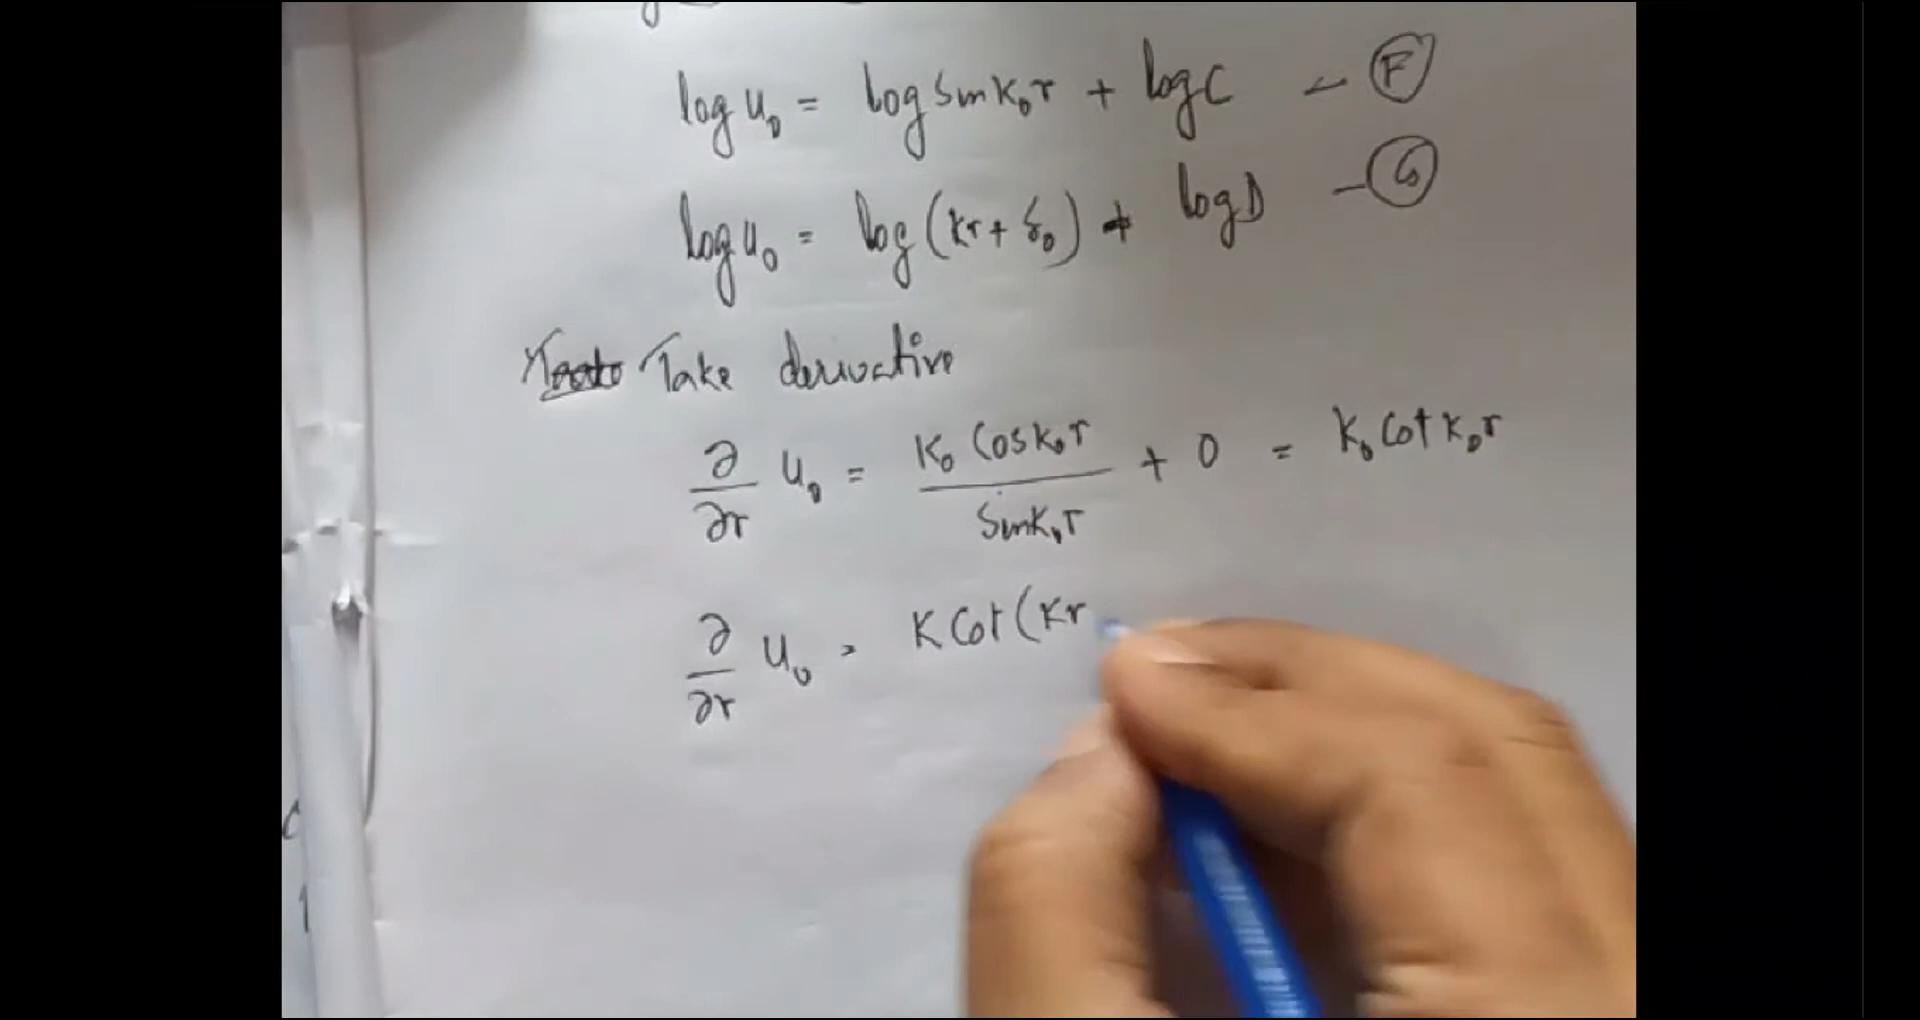 log u₀ = log sin k₀r + log C — (F)
log u₀ = log (kr + δ₀) + log D — (G)
Take derivative
∂/∂r u₀ = k₀ Cos k₀r / Sin k₀r + 0 = k₀ Cot k₀r
∂/∂r u₀ = K Cot (Kr